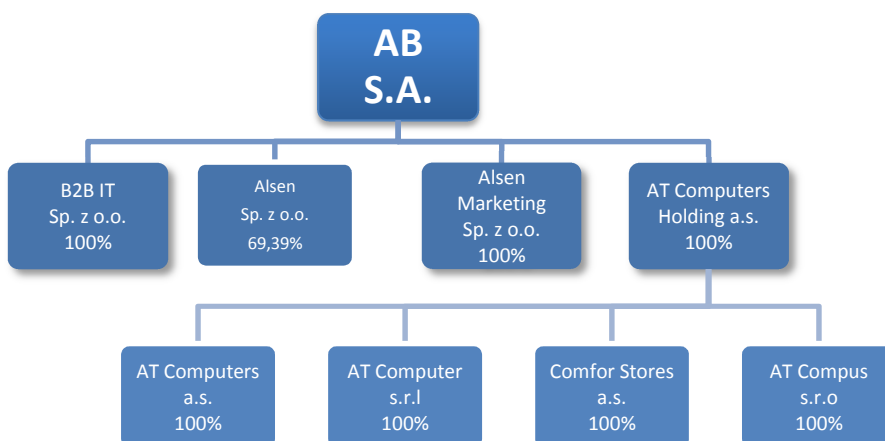 AB
S.A.
B2B IT
Sp. z o.o.
100%
Alsen
Sp. z o.o.
69,39%
Alsen
Marketing
Sp. z o.o.
100%
AT Computers
Holding a.s.
100%
AT Computers
a.s.
100%
AT Computer
s.r.l
100%
Comfor Stores
a.s.
100%
AT Compus
s.r.o
100%